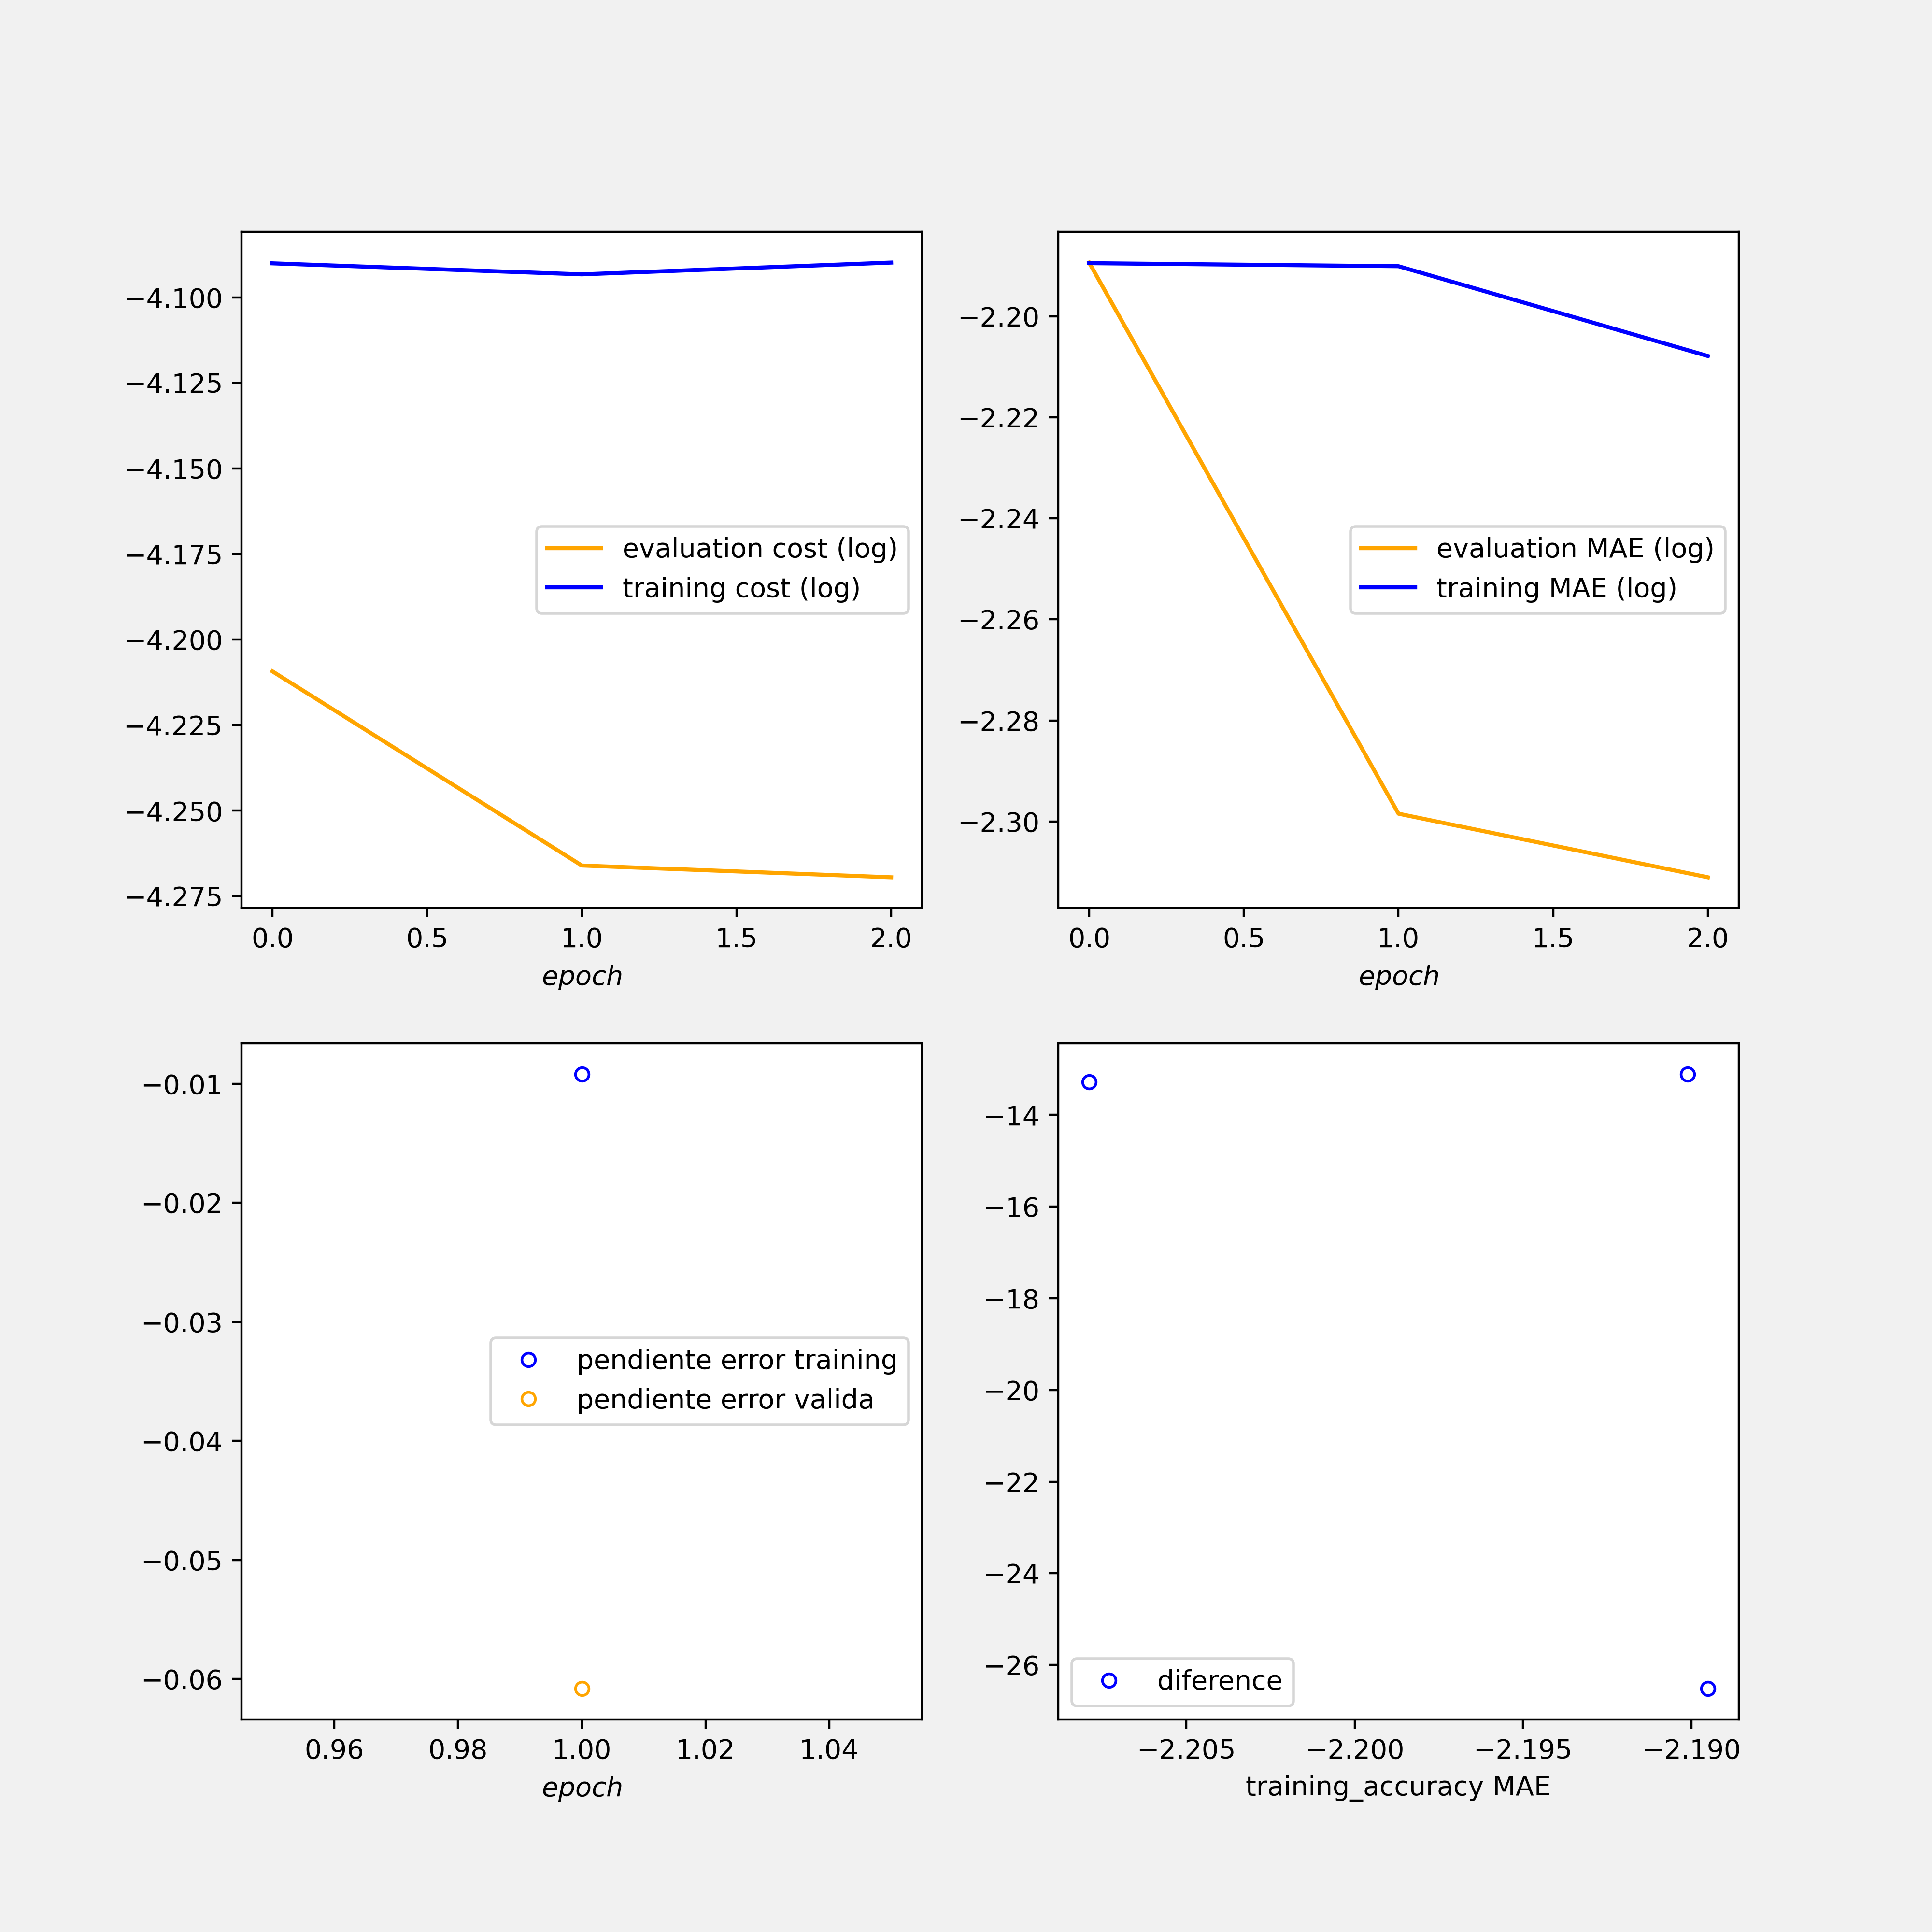 −4.100
−4.125
−4.150
−4.175
−4.200
−4.225
−4.250
−4.275
evaluation cost (log)
training cost (log)
0.0 0.5 1.0 1.5 2.0
epoch
−2.20
−2.22
−2.24
−2.26
−2.28
−2.30
evaluation MAE (log)
training MAE (log)
0.0 0.5 1.0 1.5 2.0
epoch
−0.01
−0.02
−0.03
−0.04
−0.05
−0.06
pendiente error training
pendiente error valida
0.96 0.98 1.00 1.02 1.04
epoch
−14
−16
−18
−20
−22
−24
−26
diference
−2.205 −2.200 −2.195 −2.190
training_accuracy MAE